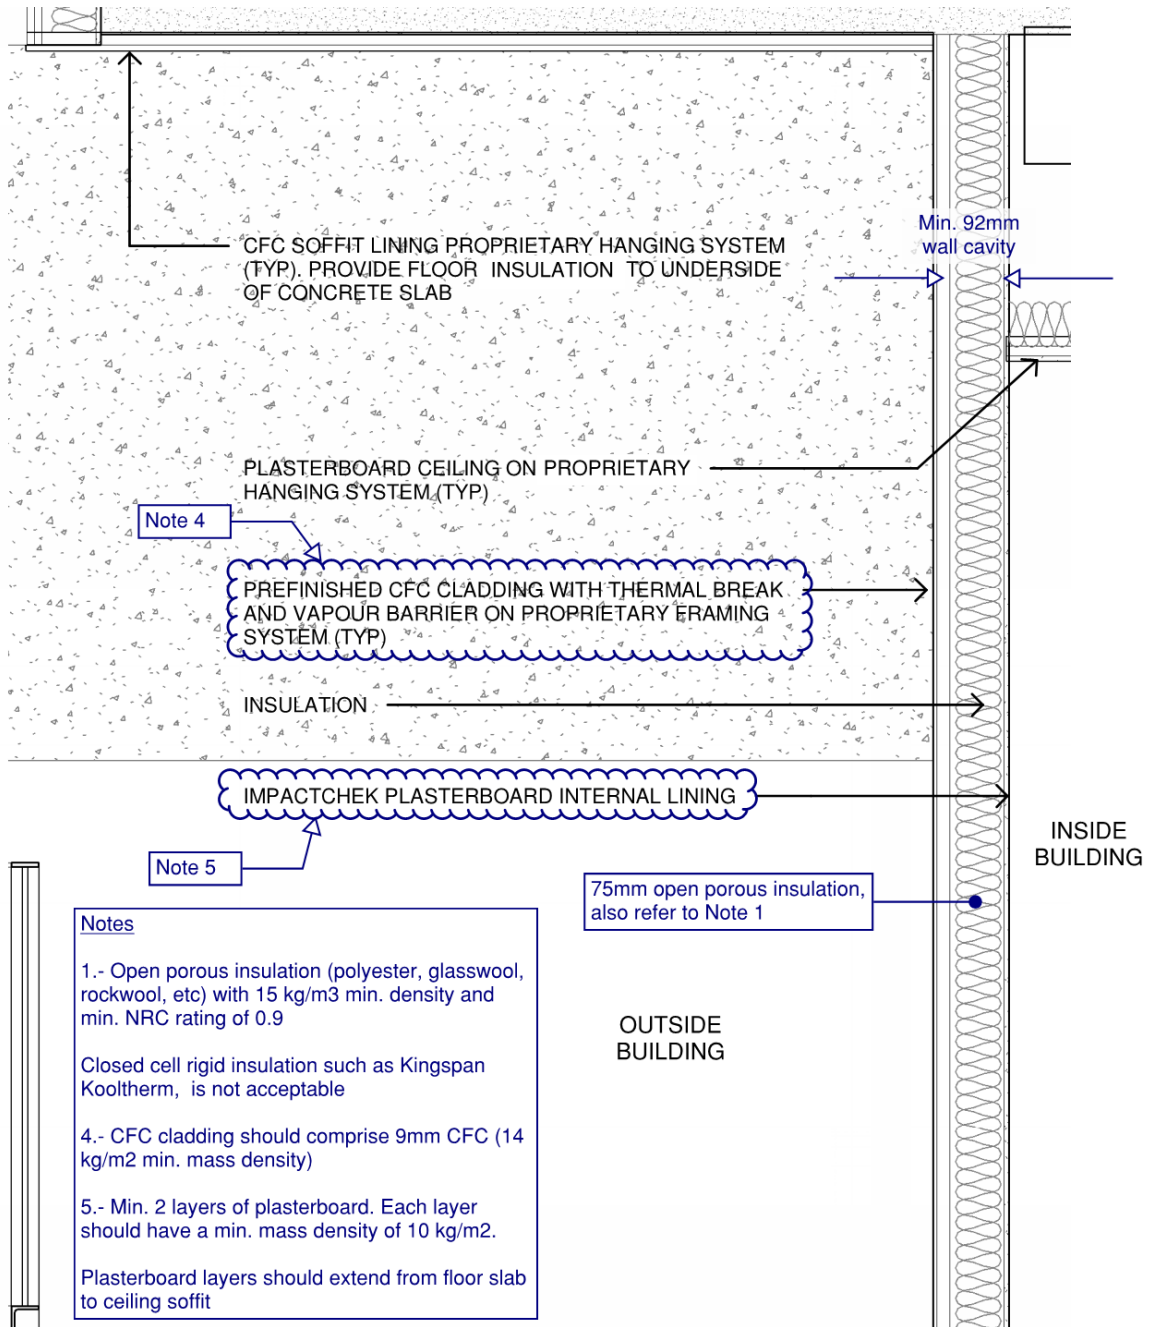 Min. 92mm
wall cavity
CFC SOFFIT LINING PROPRIETARY HANGING SYSTEM
(TYP). PROVIDE FLOOR INSULATION TO UNDERSIDE
OF CONCRETE SLAB
PLASTERBOARD CEILING ON PROPRIETARY
HANGING SYSTEM (TYP)
Note 4
PREFINISHED CFC CLADDING WITH THERMAL BREAK
AND VAPOUR BARRIER ON PROPRIETARY FRAMING
SYSTEM (TYP)
INSULATION
IMPACTCHEK PLASTERBOARD INTERNAL LINING
INSIDE
BUILDING
Note 5
75mm open porous insulation,
also refer to Note 1
Notes
1.- Open porous insulation (polyester, glasswool,
rockwool, etc) with 15 kg/m3 min. density and
min. NRC rating of 0.9
Closed cell rigid insulation such as Kingspan
Kooltherm, is not acceptable
4.- CFC cladding should comprise 9mm CFC (14
kg/m2 min. mass density)
5.- Min. 2 layers of plasterboard. Each layer
should have a min. mass density of 10 kg/m2.
Plasterboard layers should extend from floor slab
to ceiling soffit
OUTSIDE
BUILDING